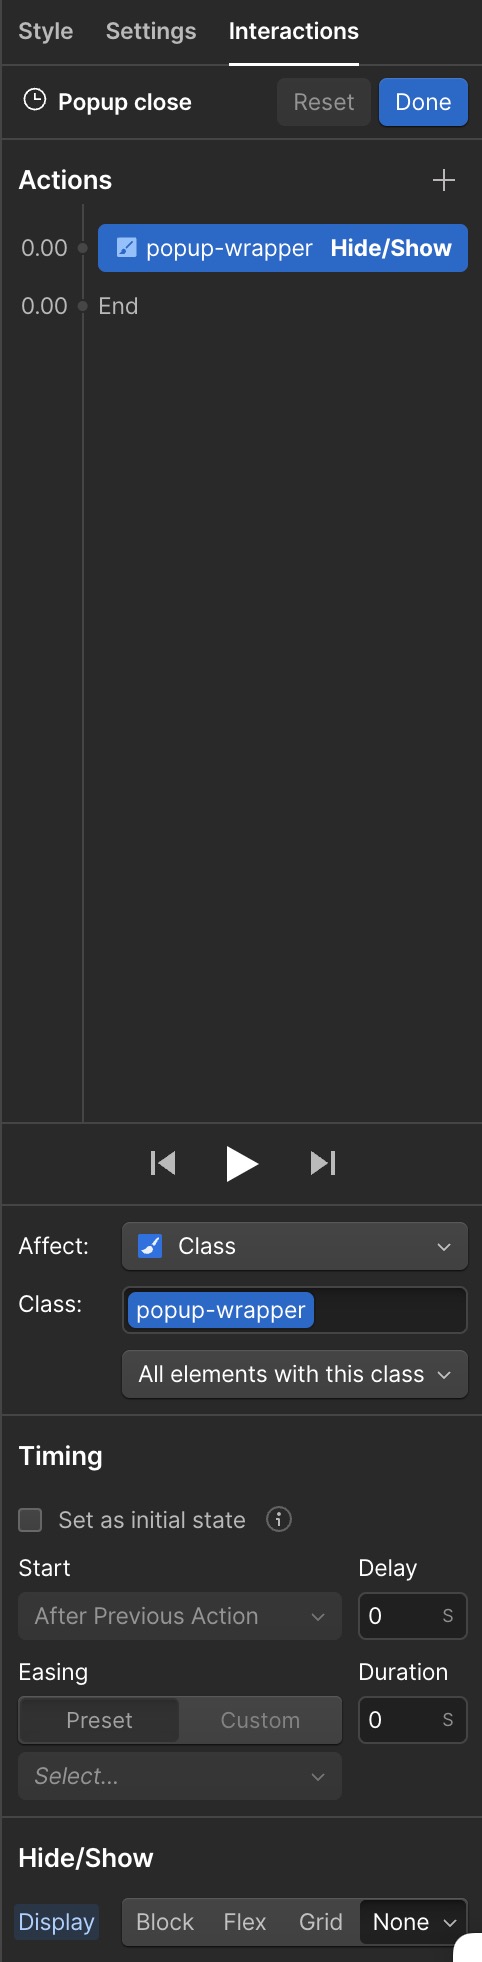 Style Settings Interactions
Popup close Reset Done
Actions
0.00 popup-wrapper Hide/Show
0.00 End
Affect: Class
Class: popup-wrapper
All elements with this class
Timing
Set as initial state
Start Delay
After Previous Action 0 S
Easing Duration
Preset Custom 0 S
Select...
Hide/Show
Display Block Flex Grid None